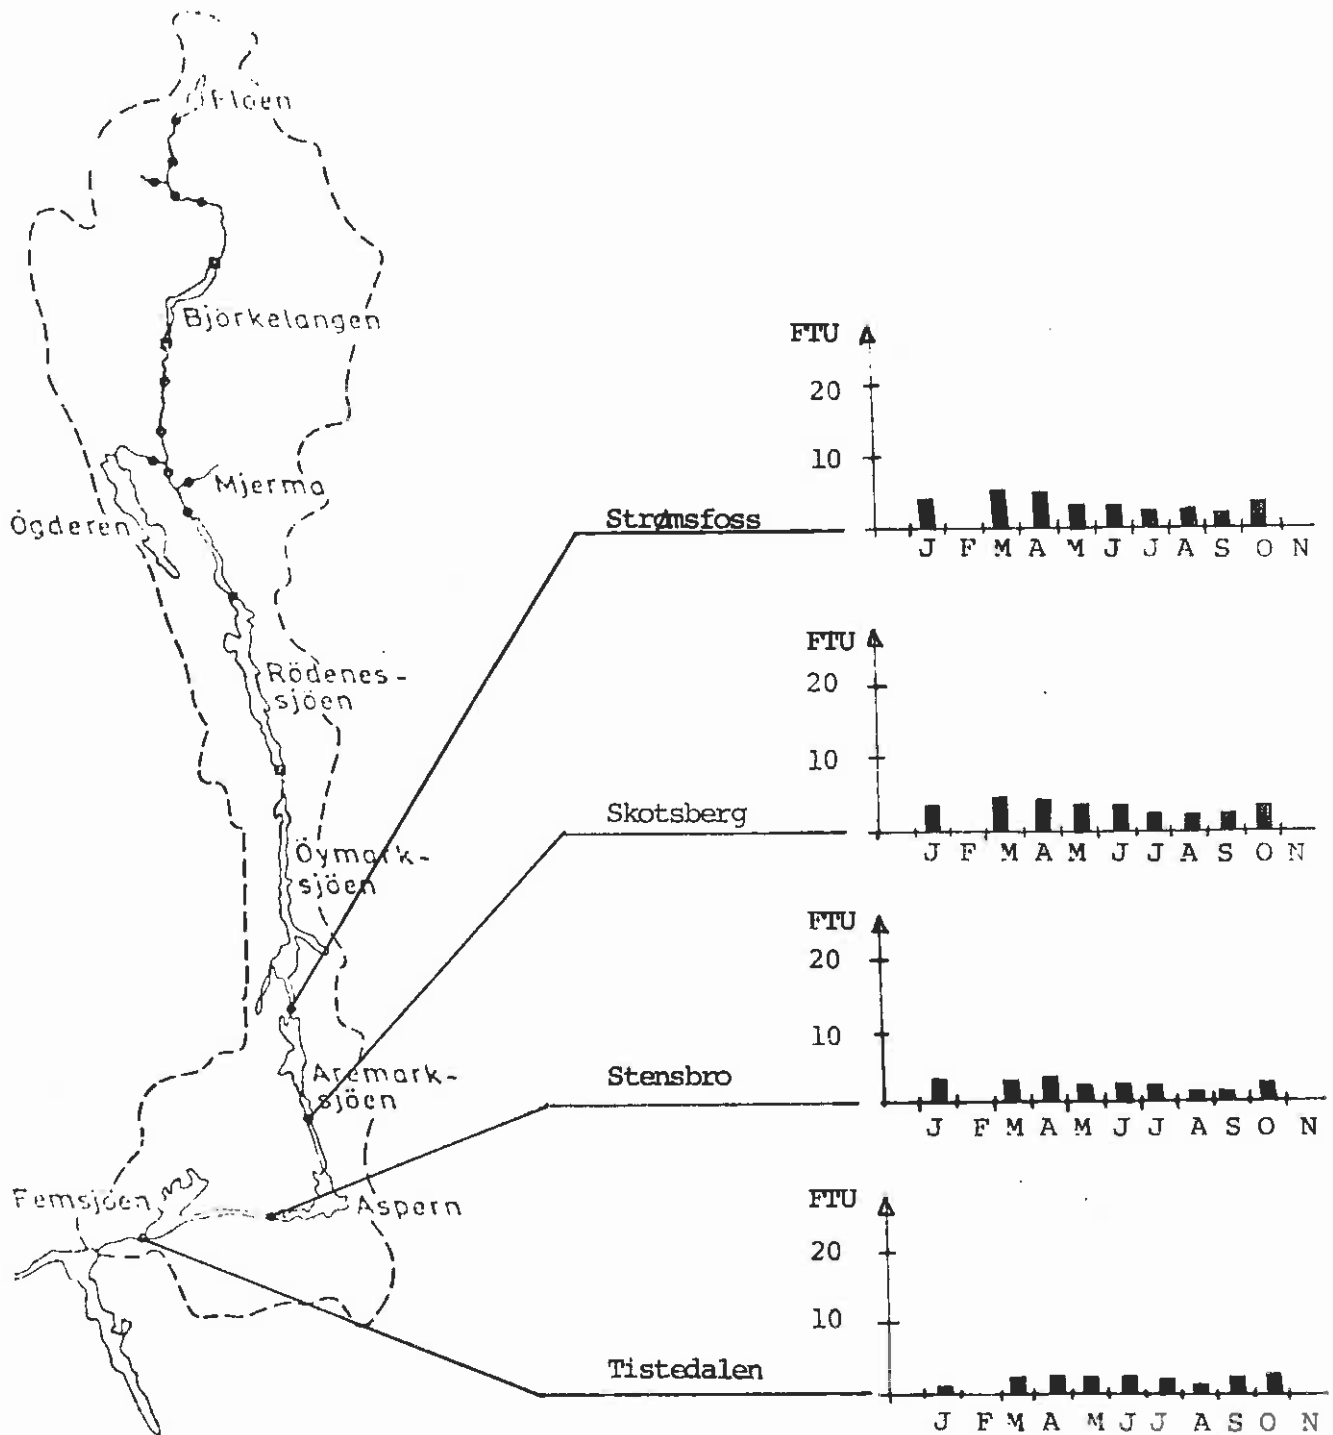 Flöen
Björkelangen
Mjerma
Ögderen
Rödenes-
sjöen
Öymark-
sjöen
Aremark-
sjöen
Femsjöen
Aspern
Strømsfoss
FTU
20
10
J F M A M J J A S O N
Skotsberg
FTU
20
10
J F M A M J J A S O N
Stensbro
FTU
20
10
J F M A M J J A S O N
Tistedalen
FTU
20
10
J F M A M J J A S O N